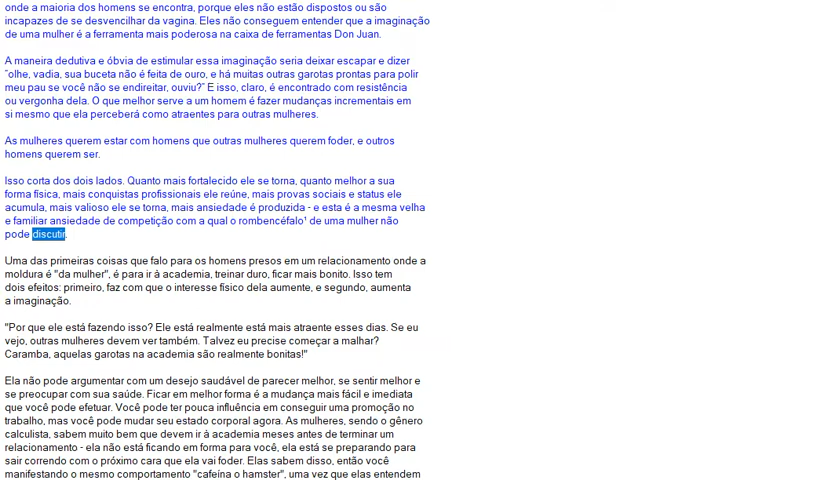 onde a maioria dos homens se encontra, porque eles não estão dispostos ou são
incapazes de se desvencilhar da vagina. Eles não conseguem entender que a imaginação
de uma mulher é a ferramenta mais poderosa na caixa de ferramentas Don Juan.
A maneira dedutiva e óbvia de estimular essa imaginação seria deixar escapar e dizer
"olhe, vadia, sua buceta não é feita de ouro, e há muitas outras garotas prontas para polir
meu pau se você não se endireitar, ouviu?" E isso, claro, é encontrado com resistência
ou vergonha dela. O que melhor serve a um homem é fazer mudanças incrementais em
si mesmo que ela perceberá como atraentes para outras mulheres.
As mulheres querem estar com homens que outras mulheres querem foder, e outros
homens querem ser.
Isso corta dos dois lados. Quanto mais fortalecido ele se torna, quanto melhor a sua
forma física, mais conquistas profissionais ele reúne, mais provas sociais e status ele
acumula, mais valioso ele se torna, mais ansiedade é produzida - e esta é a mesma velha
e familiar ansiedade de competição com a qual o rombencéfalo¹ de uma mulher não
pode discutir.
Uma das primeiras coisas que falo para os homens presos em um relacionamento onde a
moldura é "da mulher", é para ir à academia, treinar duro, ficar mais bonito. Isso tem
dois efeitos: primeiro, faz com que o interesse físico dela aumente, e segundo, aumenta
a imaginação.
"Por que ele está fazendo isso? Ele está realmente está mais atraente esses dias. Se eu
vejo, outras mulheres devem ver também. Talvez eu precise começar a malhar?
Caramba, aquelas garotas na academia são realmente bonitas!"
Ela não pode argumentar com um desejo saudável de parecer melhor, se sentir melhor e
se preocupar com sua saúde. Ficar em melhor forma é a mudança mais fácil e imediata
que você pode efetuar. Você pode ter pouca influência em conseguir uma promoção no
trabalho, mas você pode mudar seu estado corporal agora. As mulheres, sendo o gênero
calculista, sabem muito bem que devem ir à academia meses antes de terminar um
relacionamento - ela não está ficando em forma para você, ela está se preparando para
sair correndo com o próximo cara que ela vai foder. Elas sabem disso, então você
manifestando o mesmo comportamento "cafeína o hamster", uma vez que elas entendem